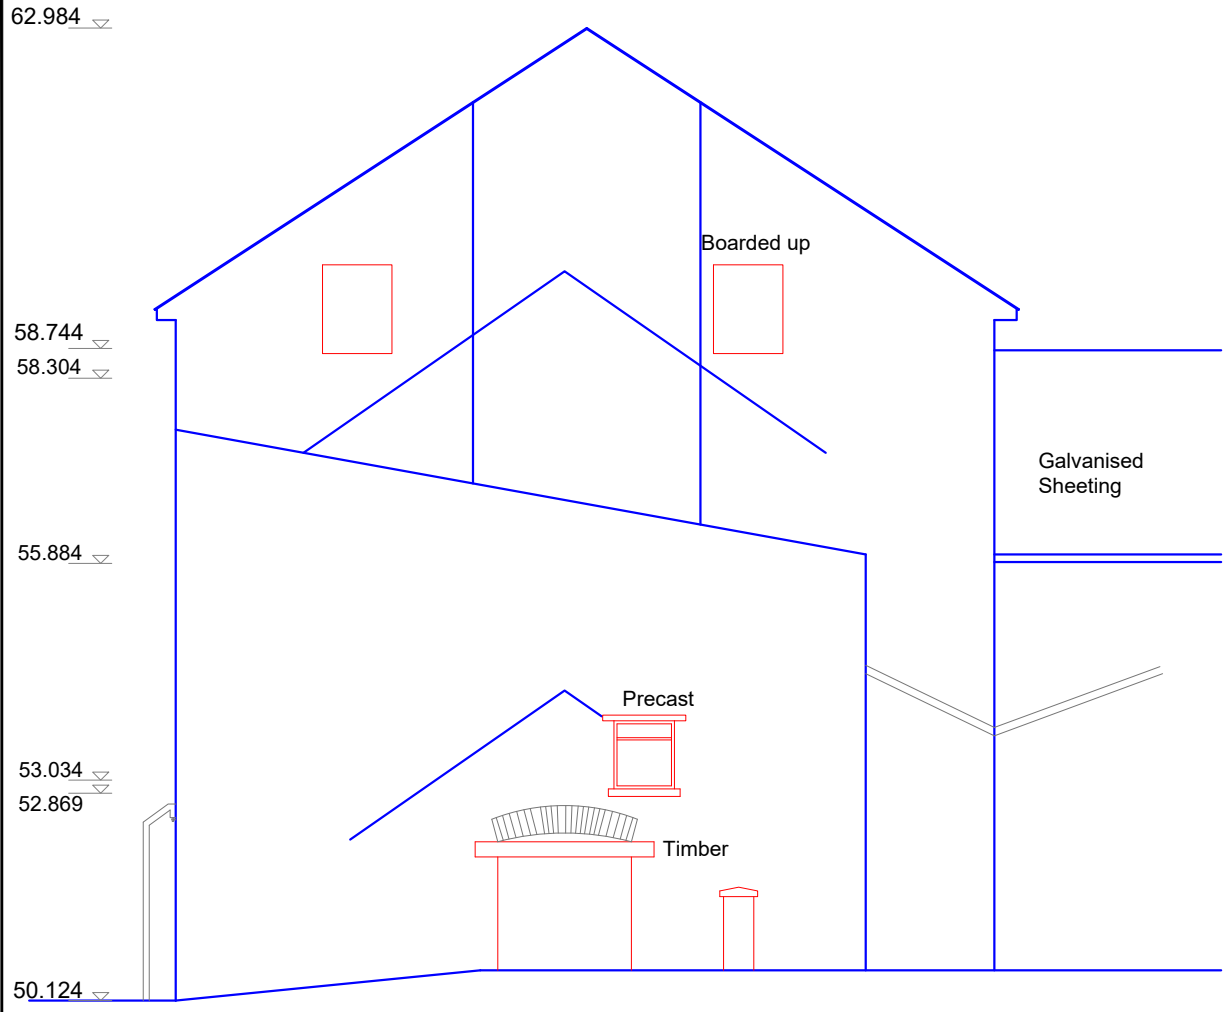 62.984
Boarded up
58.744
58.304
Galvanised
Sheeting
55.884
Precast
53.034
52.869
Timber
50.124